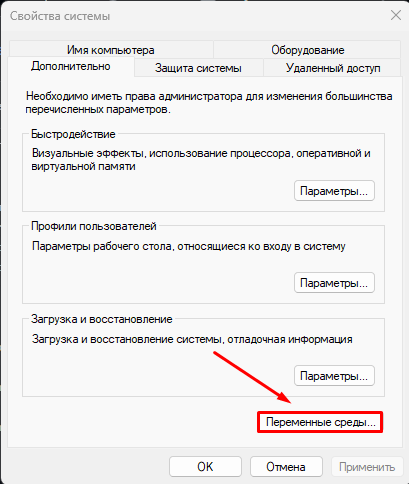 Свойства системы
Имя компьютера
Оборудование
Дополнительно
Защита системы
Удаленный доступ
Необходимо иметь права администратора для изменения большинства
перечисленных параметров.
Быстродействие
Визуальные эффекты, использование процессора, оперативной и
виртуальной памяти
Параметры...
Профили пользователей
Параметры рабочего стола, относящиеся ко входу в систему
Параметры...
Загрузка и восстановление
Загрузка и восстановление системы, отладочная информация
Параметры...
Переменные среды...
ОК
Отмена
Применить